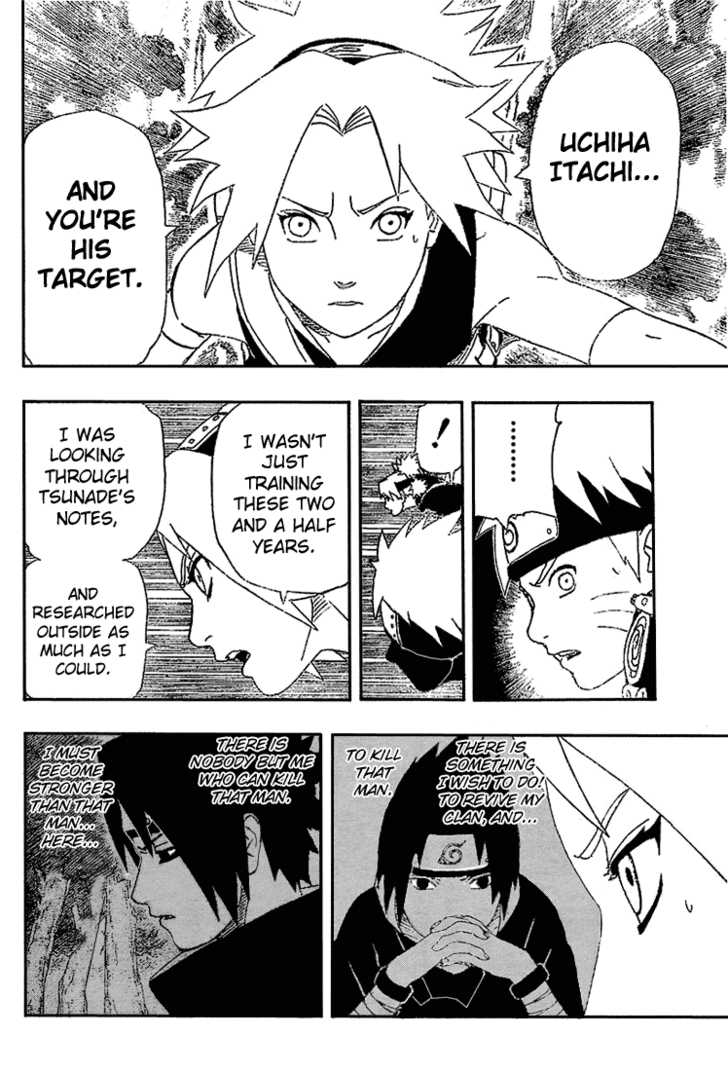 UCHIHA
ITACHI...
AND
YOU'RE
HIS
TARGET.
.........
!
I WASN'T
JUST
TRAINING
THESE TWO
AND A HALF
YEARS.
I WAS
LOOKING
THROUGH
TSUNADE'S
NOTES,
AND
RESEARCHED
OUTSIDE AS
MUCH AS I
COULD.
THERE IS
SOMETHING
I WISH TO DO!
TO REVIVE MY
CLAN, AND...
TO KILL
THAT
MAN.
THERE IS
NOBODY BUT ME
WHO CAN KILL
THAT MAN.
I MUST
BECOME
STRONGER
THAN THAT
MAN...
HERE...